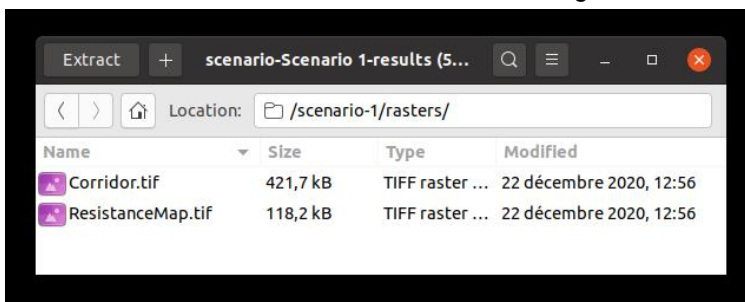 Extract + scenario-Scenario 1-results (5...
Location: /scenario-1/rasters/
Name Size Type Modified
Corridor.tif 421,7 kB TIFF raster ... 22 décembre 2020, 12:56
ResistanceMap.tif 118,2 kB TIFF raster ... 22 décembre 2020, 12:56